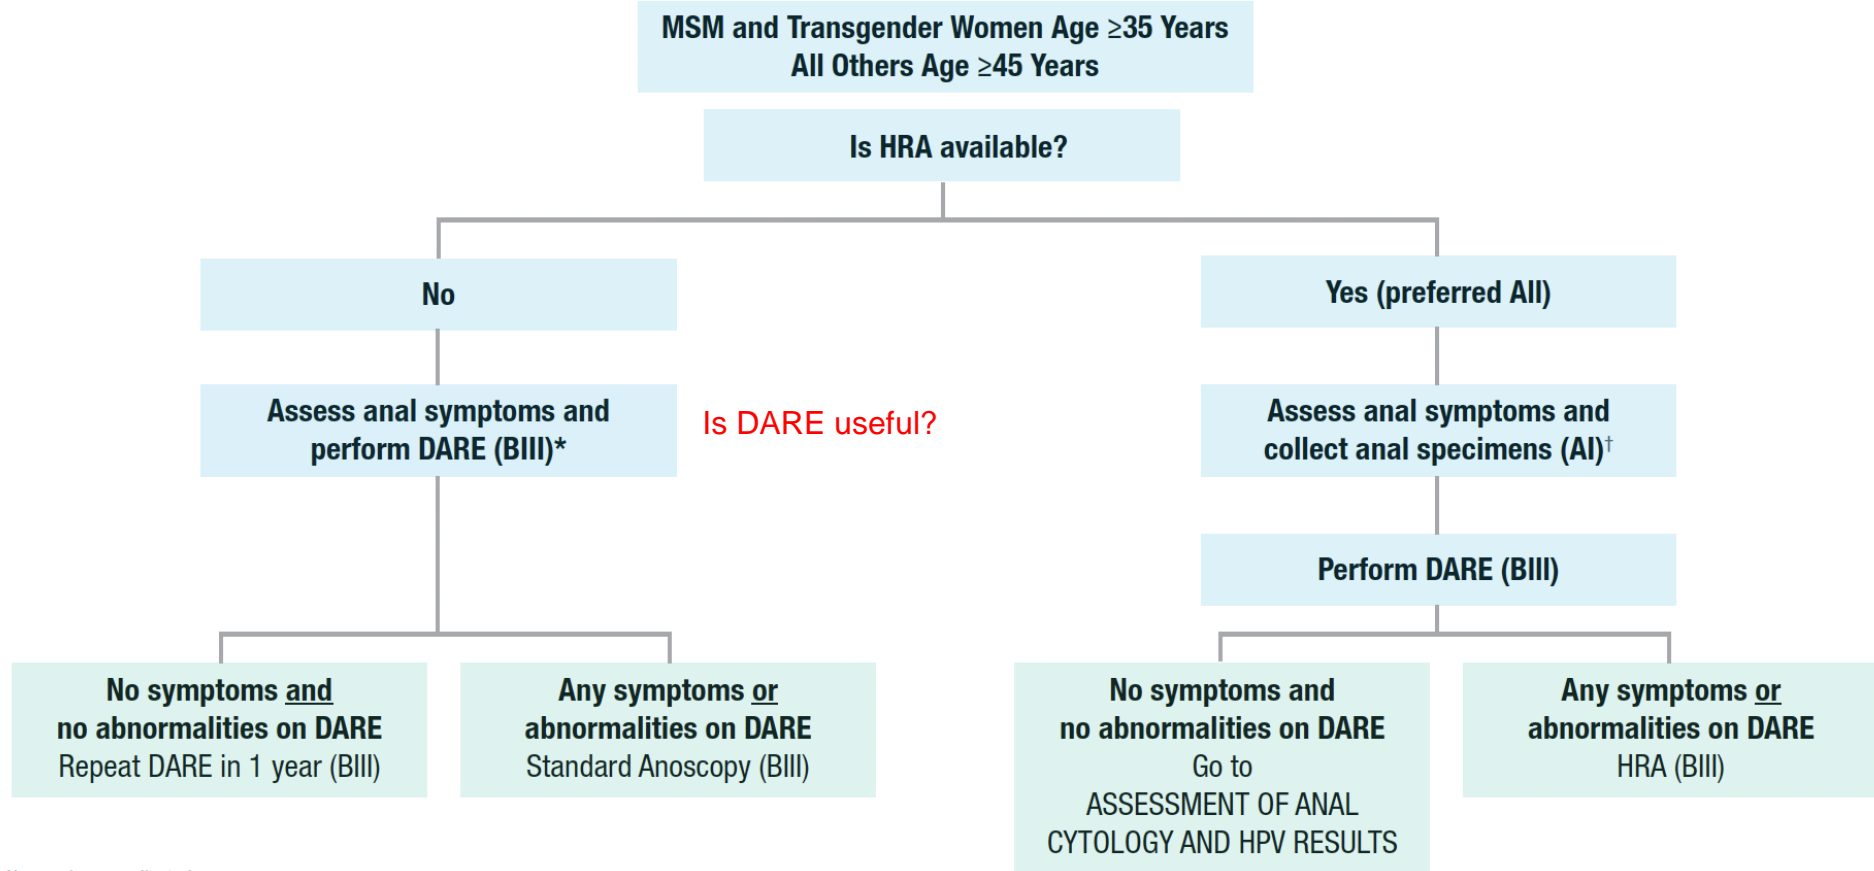 MSM and Transgender Women Age ≥35 Years
All Others Age ≥45 Years
Is HRA available?
No
Yes (preferred AII)
Assess anal symptoms and
perform DARE (BIII)*
Is DARE useful?
Assess anal symptoms and
collect anal specimens (AI)†
Perform DARE (BIII)
No symptoms and
no abnormalities on DARE
Repeat DARE in 1 year (BIII)
Any symptoms or
abnormalities on DARE
Standard Anoscopy (BIII)
No symptoms and
no abnormalities on DARE
Go to
ASSESSMENT OF ANAL
CYTOLOGY AND HPV RESULTS
Any symptoms or
abnormalities on DARE
HRA (BIII)